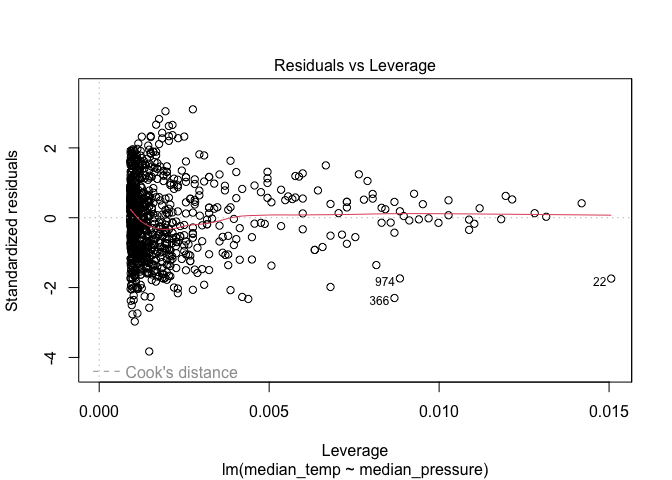 Residuals vs Leverage
Standardized residuals
2
0
-2
-4
974
366
22
Cook's distance
0.000
0.005
0.010
0.015
Leverage
lm(median_temp ~ median_pressure)